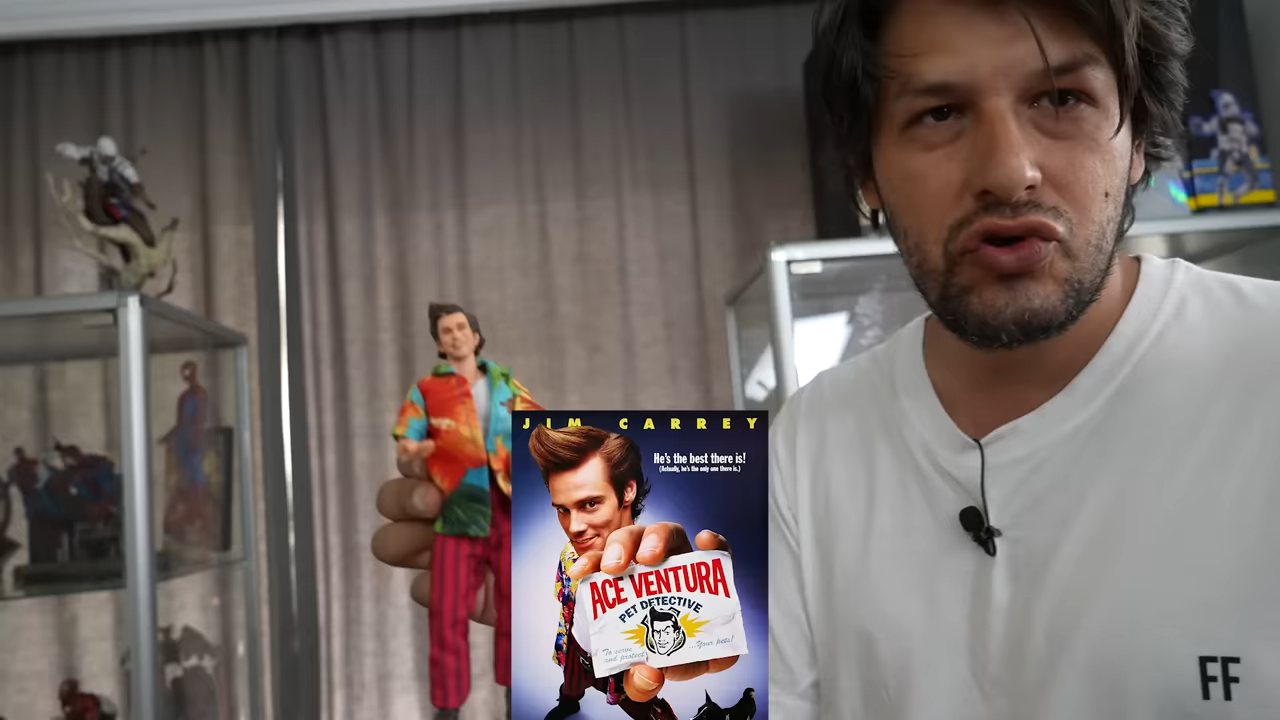 JIM CARREY
He's the best there is!
(Actually, he's the only one there is.)
ACE VENTURA
PET DETECTIVE
To serve
and protect
...Your pets!
FF